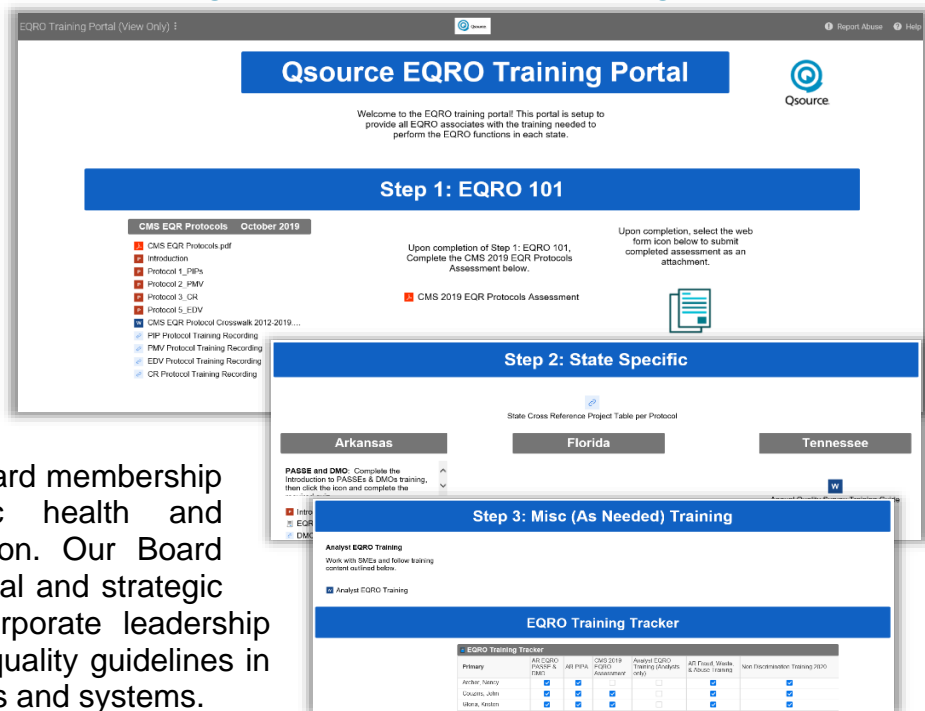 EQRO Training Portal (View Only)
Qsource
Report Abuse
Help
Qsource EQRO Training Portal
Qsource
Welcome to the EQRO training portal! This portal is setup to
provide all EQRO associates with the training needed to
perform the EQRO functions in each state.
Step 1: EQRO 101
CMS EQR Protocols October 2019
CMS EQR Protocols.pdf
Introduction
Protocol 1_PIPs
Protocol 2_PMV
Protocol 3_CR
Protocol 5_EDV
CMS EQR Protocol Crosswalk 2012-2019....
PIP Protocol Training Recording
PMV Protocol Training Recording
EDV Protocol Training Recording
CR Protocol Training Recording
Upon completion of Step 1: EQRO 101,
Complete the CMS 2019 EQR Protocols
Assessment below.
CMS 2019 EQR Protocols Assessment
Upon completion, select the web
form icon below to submit
completed assessment as an
attachment.
Step 2: State Specific
State Cross Reference Project Table per Protocol
Arkansas
Florida
Tennessee
PASSE and DMO: Complete the
Introduction to PASSEs & DMOs training,
then click the icon and complete the
Intro
EQR
DMO
ard membership
health and
on. Our Board
al and strategic
rporate leadership
quality guidelines in
s and systems.
Step 3: Misc (As Needed) Training
Analyst EQRO Training
Work with SMEs and follow training
content outlined below.
Analyst EQRO Training
EQRO Training Tracker
EQRO Training Tracker
Primary
AR EQRO PASSE & DMO
AR PIPA
CMS 2019 EQRO Assessment
Analyst EQRO Training (Analysts only)
AR Fraud, Waste, & Abuse Training
Non Discrimination Training 2020
Archer, Nancy
Couzins, John
Gloria, Kristen